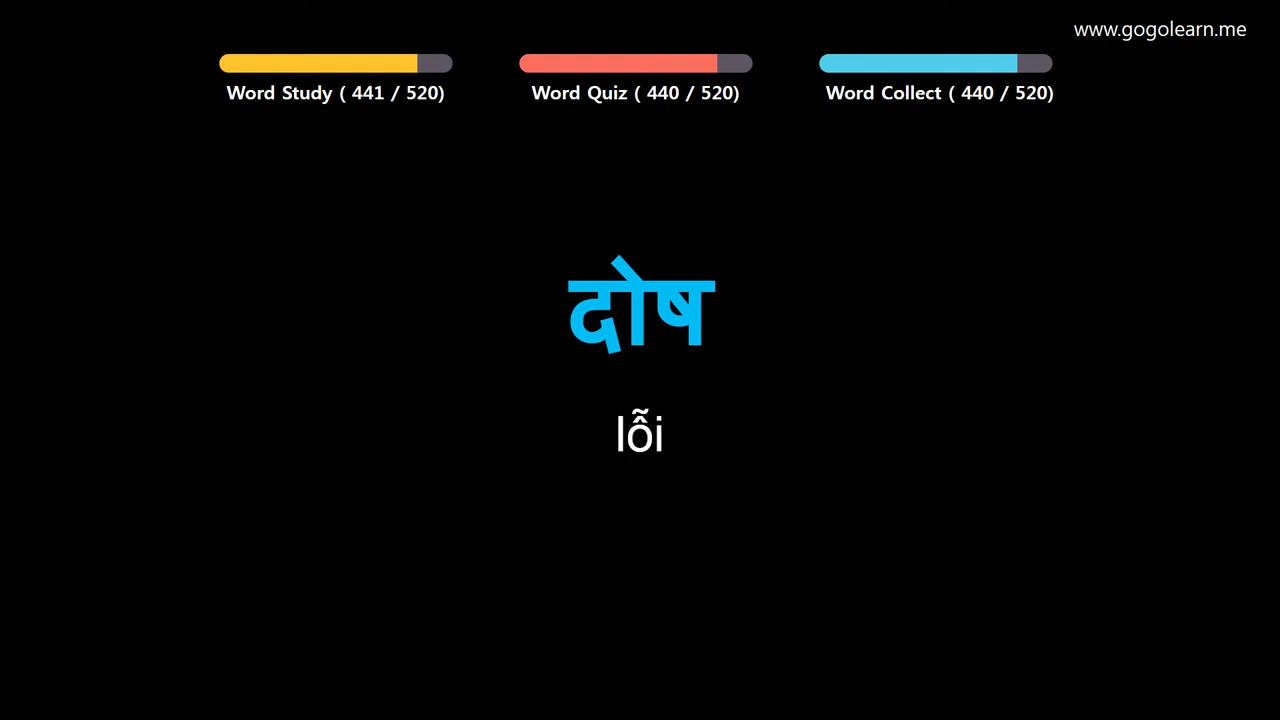 www.gogolearn.me
Word Study ( 441 / 520)
Word Quiz ( 440 / 520)
Word Collect ( 440 / 520)
दोष
lỗi